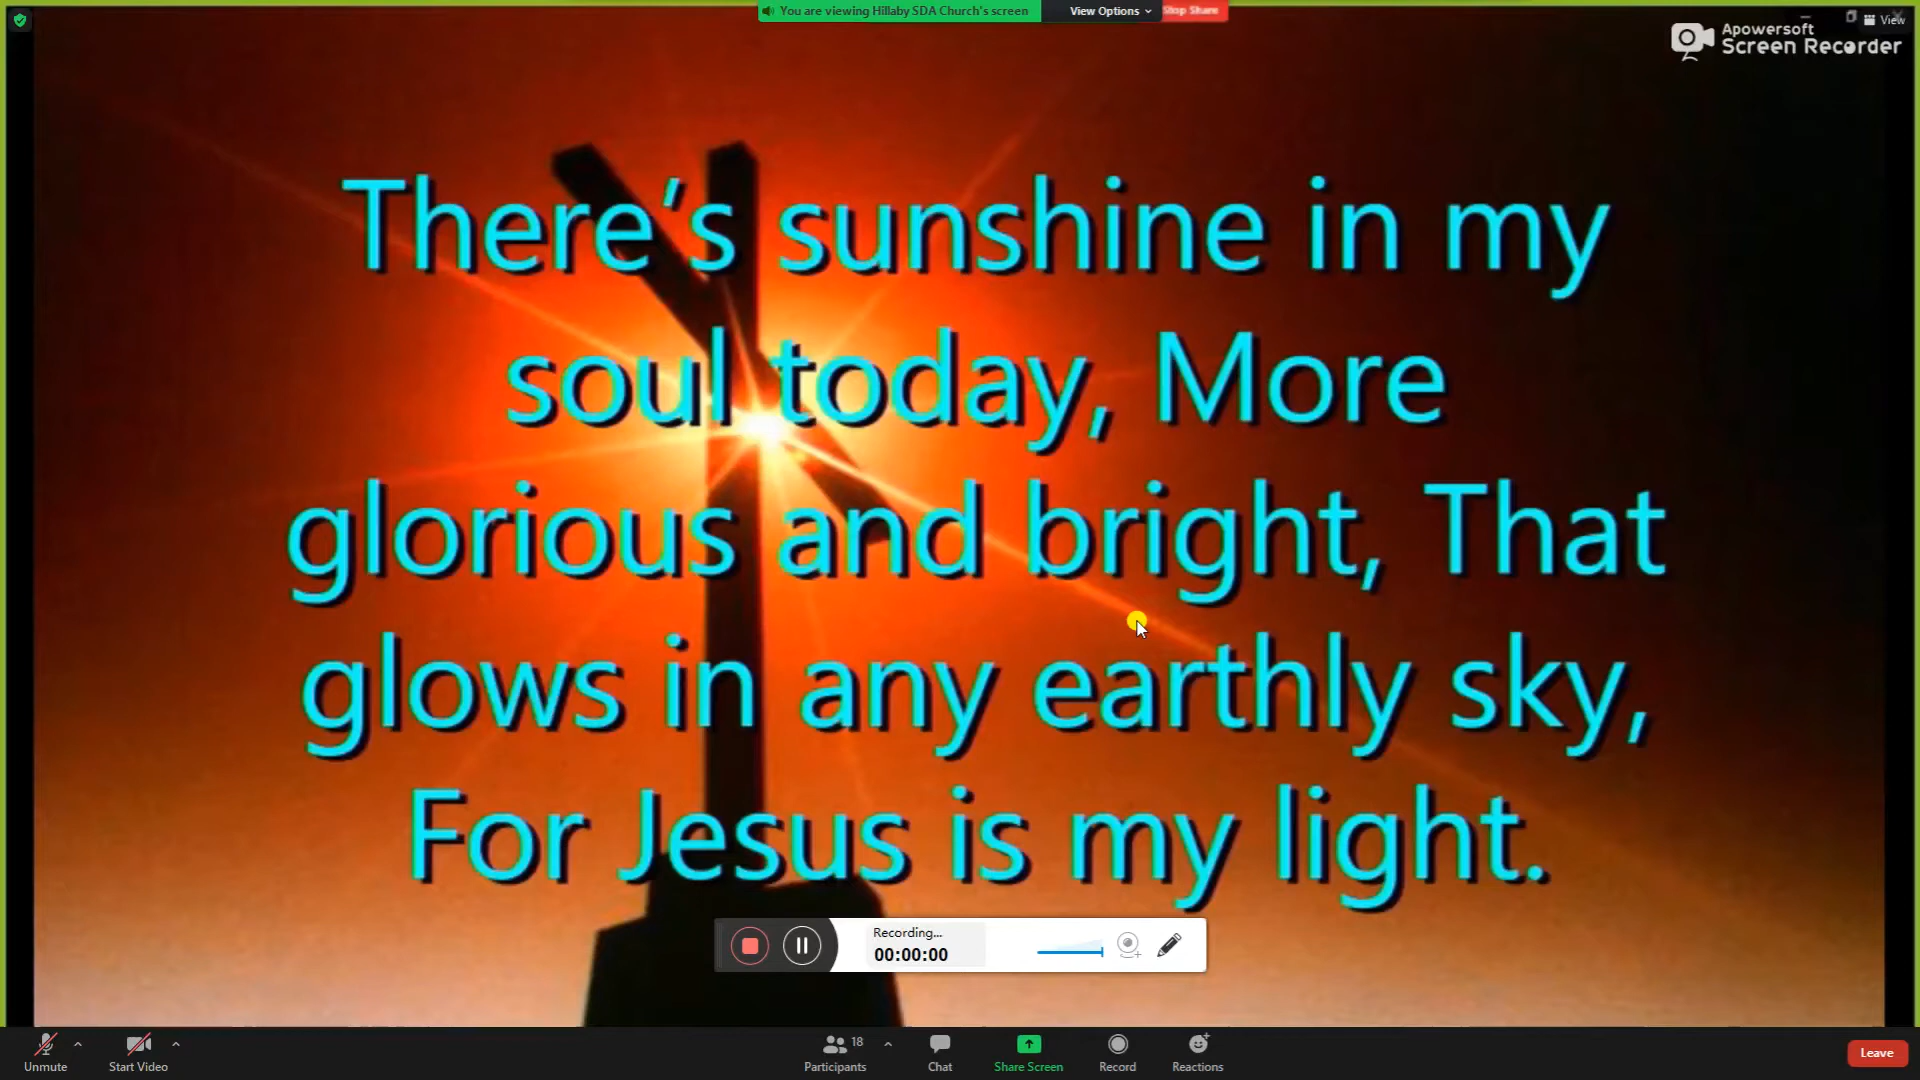 You are viewing Hillaby SDA Church's screen
View Options
Stop Share
View
Apowersoft
Screen Recorder
There's sunshine in my
soul today, More
glorious and bright, That
glows in any earthly sky,
For Jesus is my light.
Recording...
00:00:00
Unmute
Start Video
18
Participants
Chat
Share Screen
Record
Reactions
Leave